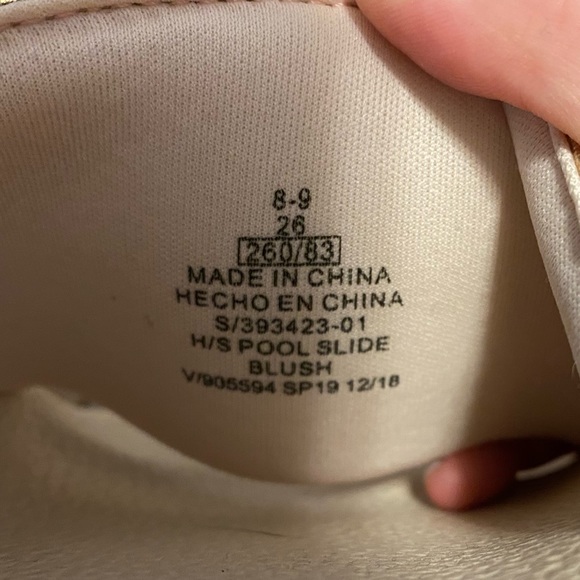 8-9
26
260/83
MADE IN CHINA
HECHO EN CHINA
S/393423-01
H/S POOL SLIDE
BLUSH
V/905594 SP19 12/18